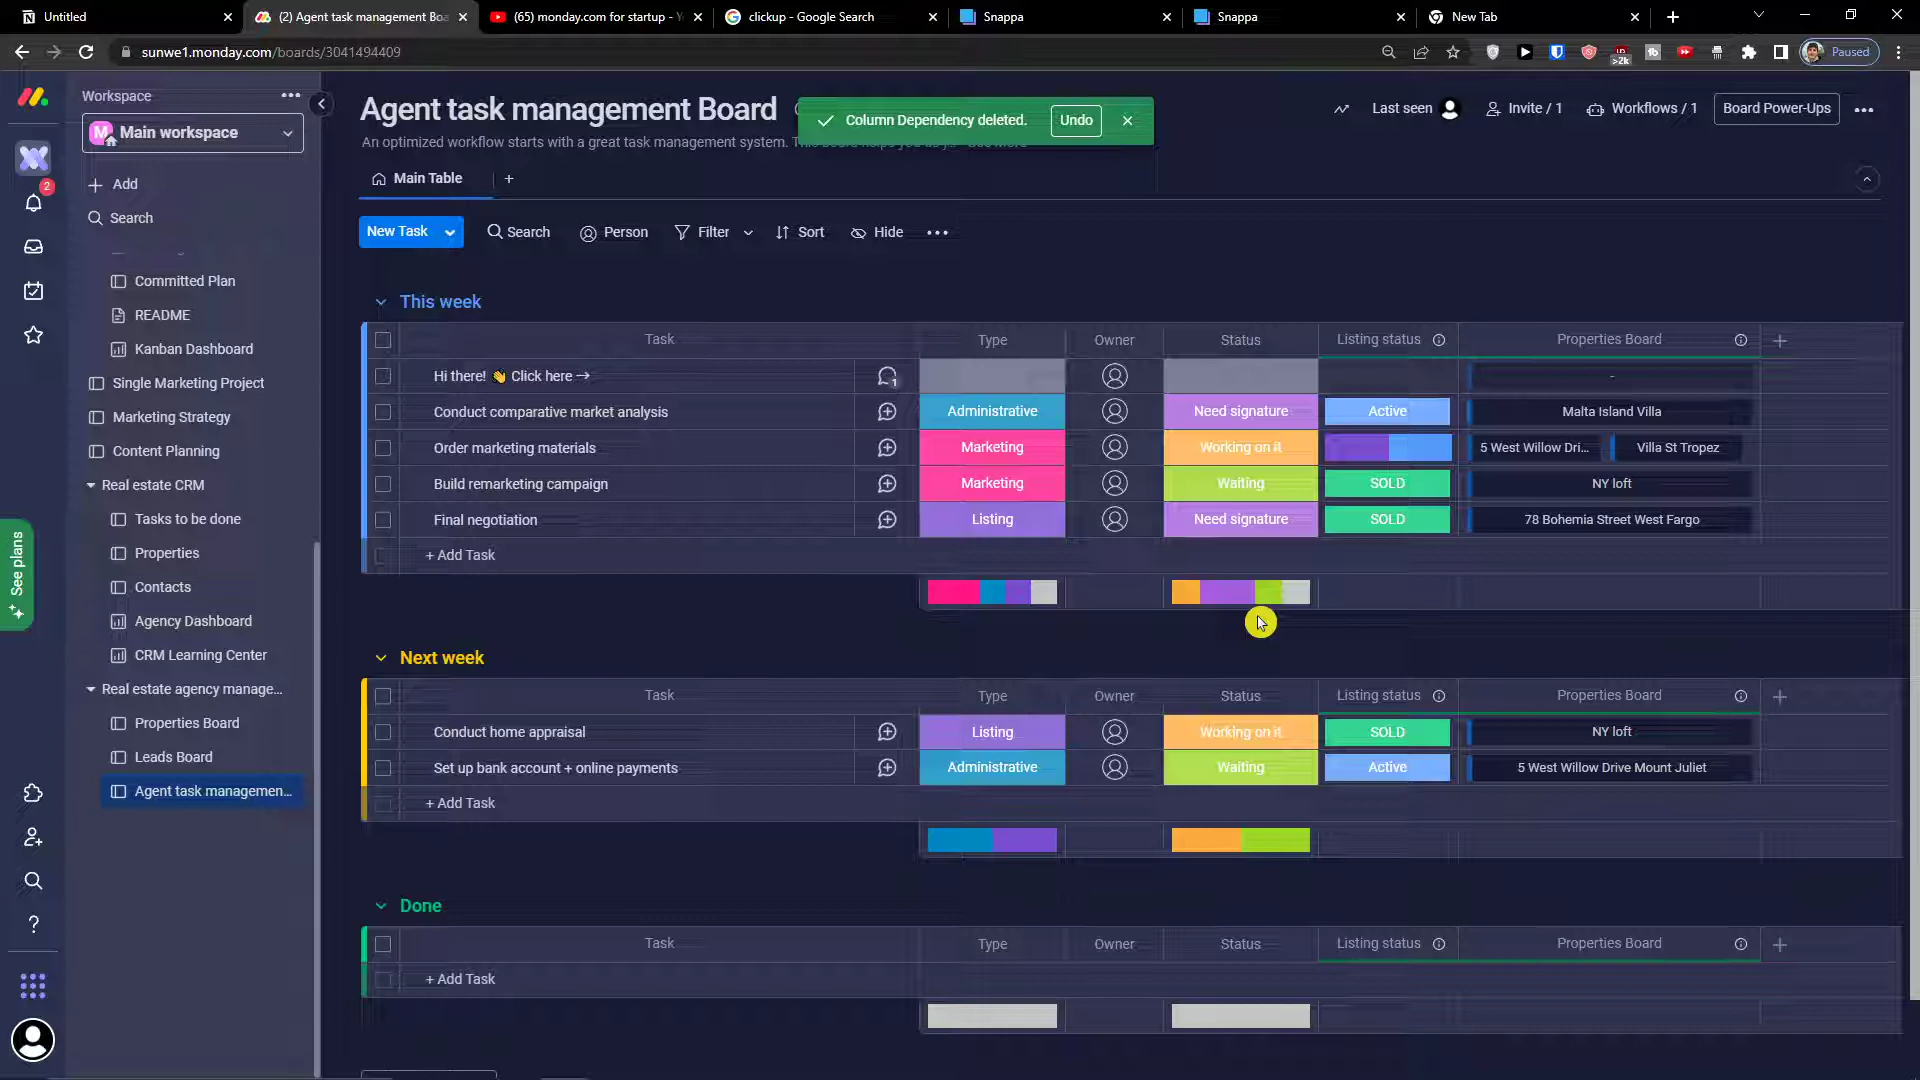 Untitled
(2) Agent task management Boa
(65) monday.com for startup - Y
clickup - Google Search
Snappa
Snappa
New Tab
sunwe1.monday.com/boards/3041494409
>2k
Paused
Workspace
M
Main workspace
Add
Search
Committed Plan
README
Kanban Dashboard
Single Marketing Project
Marketing Strategy
Content Planning
Real estate CRM
Tasks to be done
Properties
Contacts
Agency Dashboard
CRM Learning Center
Real estate agency manage...
Properties Board
Leads Board
Agent task managemen...
2
See plans
?
Agent task management Board
An optimized workflow starts with a great task management system.
Column Dependency deleted.
Undo
Last seen
Invite / 1
Workflows / 1
Board Power-Ups
Main Table
New Task
Search
Person
Filter
Sort
Hide
This week
Task Type Owner Status Listing status Properties Board
Hi there! 👋 Click here → 1 -
Conduct comparative market analysis Administrative Need signature Active Malta Island Villa
Order marketing materials Marketing Working on it 5 West Willow Dri... Villa St Tropez
Build remarketing campaign Marketing Waiting SOLD NY loft
Final negotiation Listing Need signature SOLD 78 Bohemia Street West Fargo
+ Add Task
Next week
Task Type Owner Status Listing status Properties Board
Conduct home appraisal Listing Working on it SOLD NY loft
Set up bank account + online payments Administrative Waiting Active 5 West Willow Drive Mount Juliet
+ Add Task
Done
Task Type Owner Status Listing status Properties Board
+ Add Task